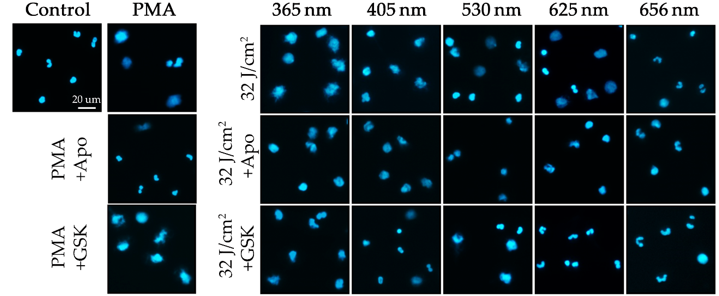 Control PMA 365 nm 405 nm 530 nm 625 nm 656 nm
20 um
32 J/cm²
PMA
+Apo
32 J/cm²
+Apo
PMA
+GSK
32 J/cm²
+GSK